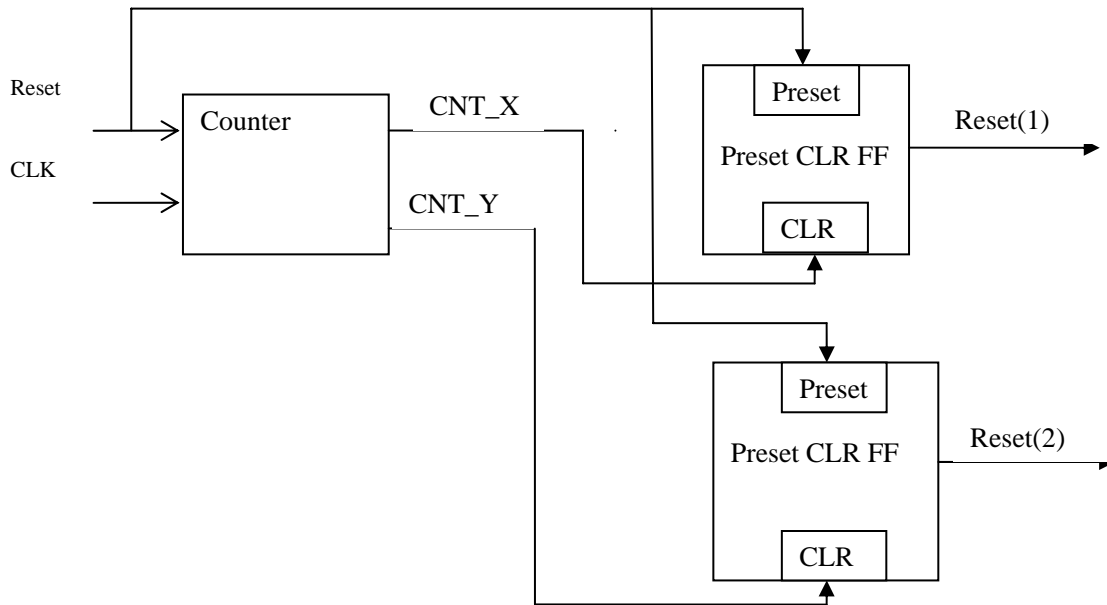 Reset
CLK
Counter
CNT_X
CNT_Y
Preset
Preset CLR FF
CLR
Reset(1)
Preset
Preset CLR FF
CLR
Reset(2)